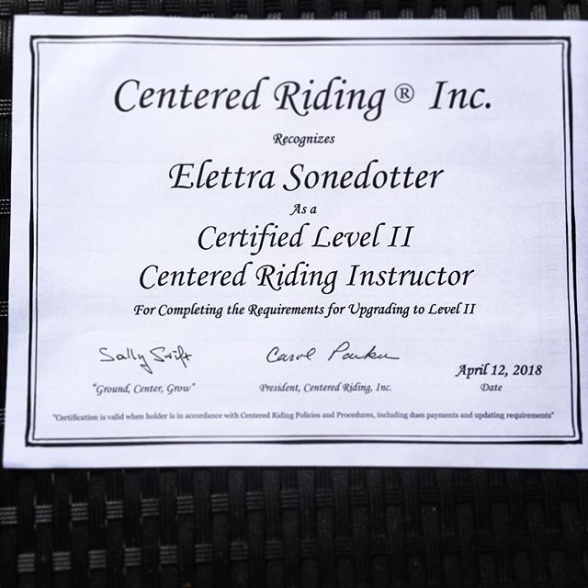 Centered Riding ® Inc.
Recognizes
Elettra Sonedotter
As a
Certified Level II
Centered Riding Instructor
For Completing the Requirements for Upgrading to Level II
Sally Swift
Carol Parker
"Ground, Center, Grow"
President, Centered Riding, Inc.
April 12, 2018
Date
"Certification is valid when holder is in accordance with Centered Riding Policies and Procedures, including dues payments and updating requirements"